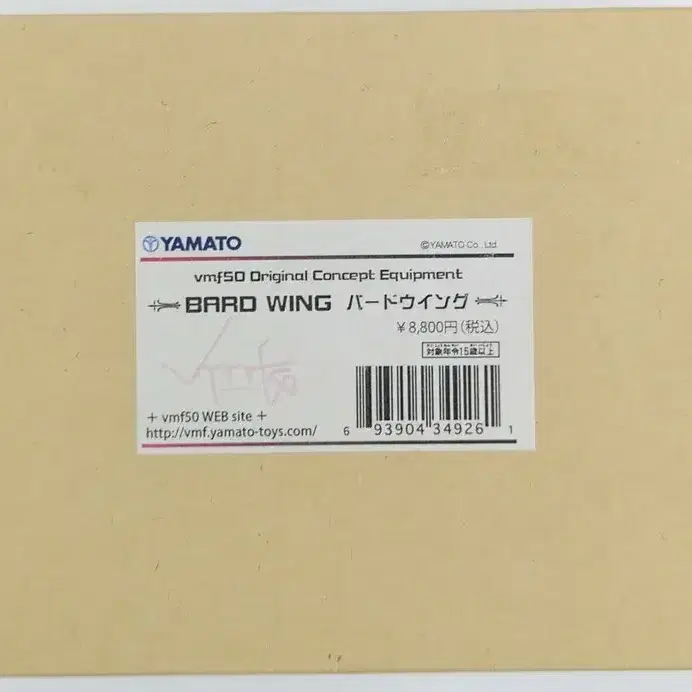 YAMATO
©YAMATO Co., Ltd.
vmf50 Original Concept Equipment
BARD WING バードウイング
￥8,800円(税込)
対象年令15歳以上
vmf50
+ vmf50 WEB site +
http://vmf.yamato-toys.com/
6 93904 34926 1